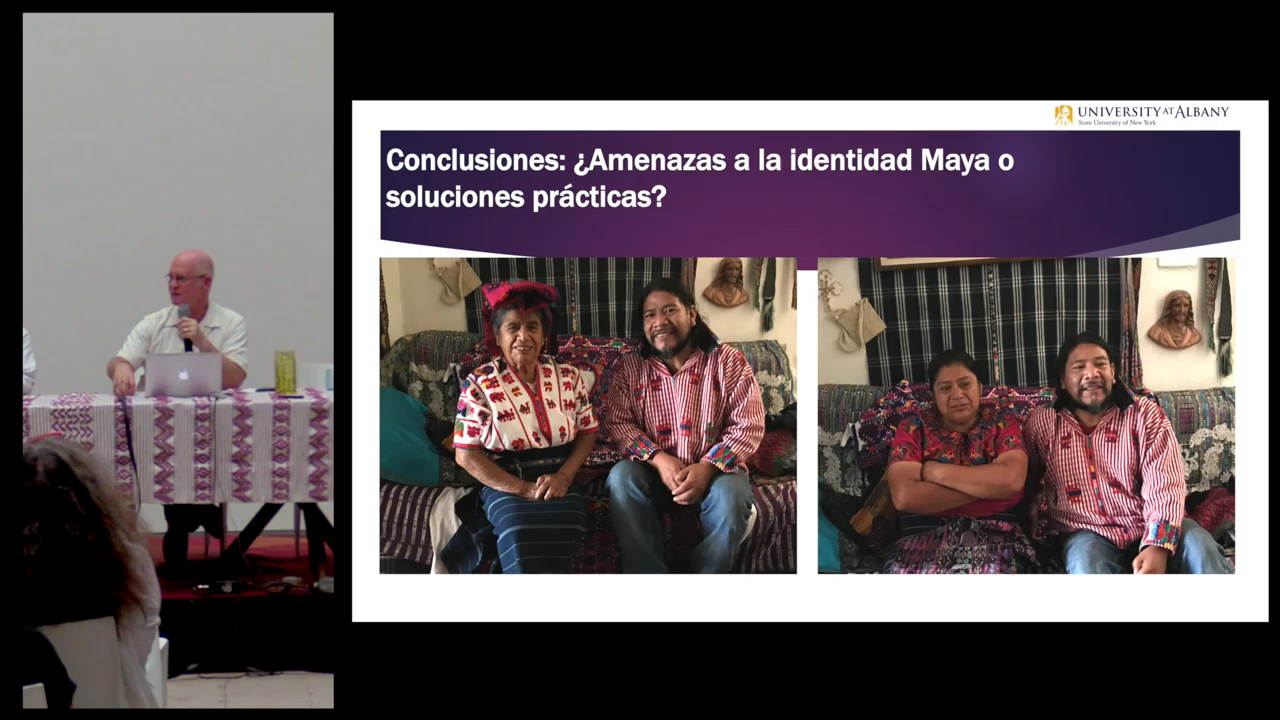 UNIVERSITY AT ALBANY
State University of New York
Conclusiones: ¿Amenazas a la identidad Maya o
soluciones prácticas?